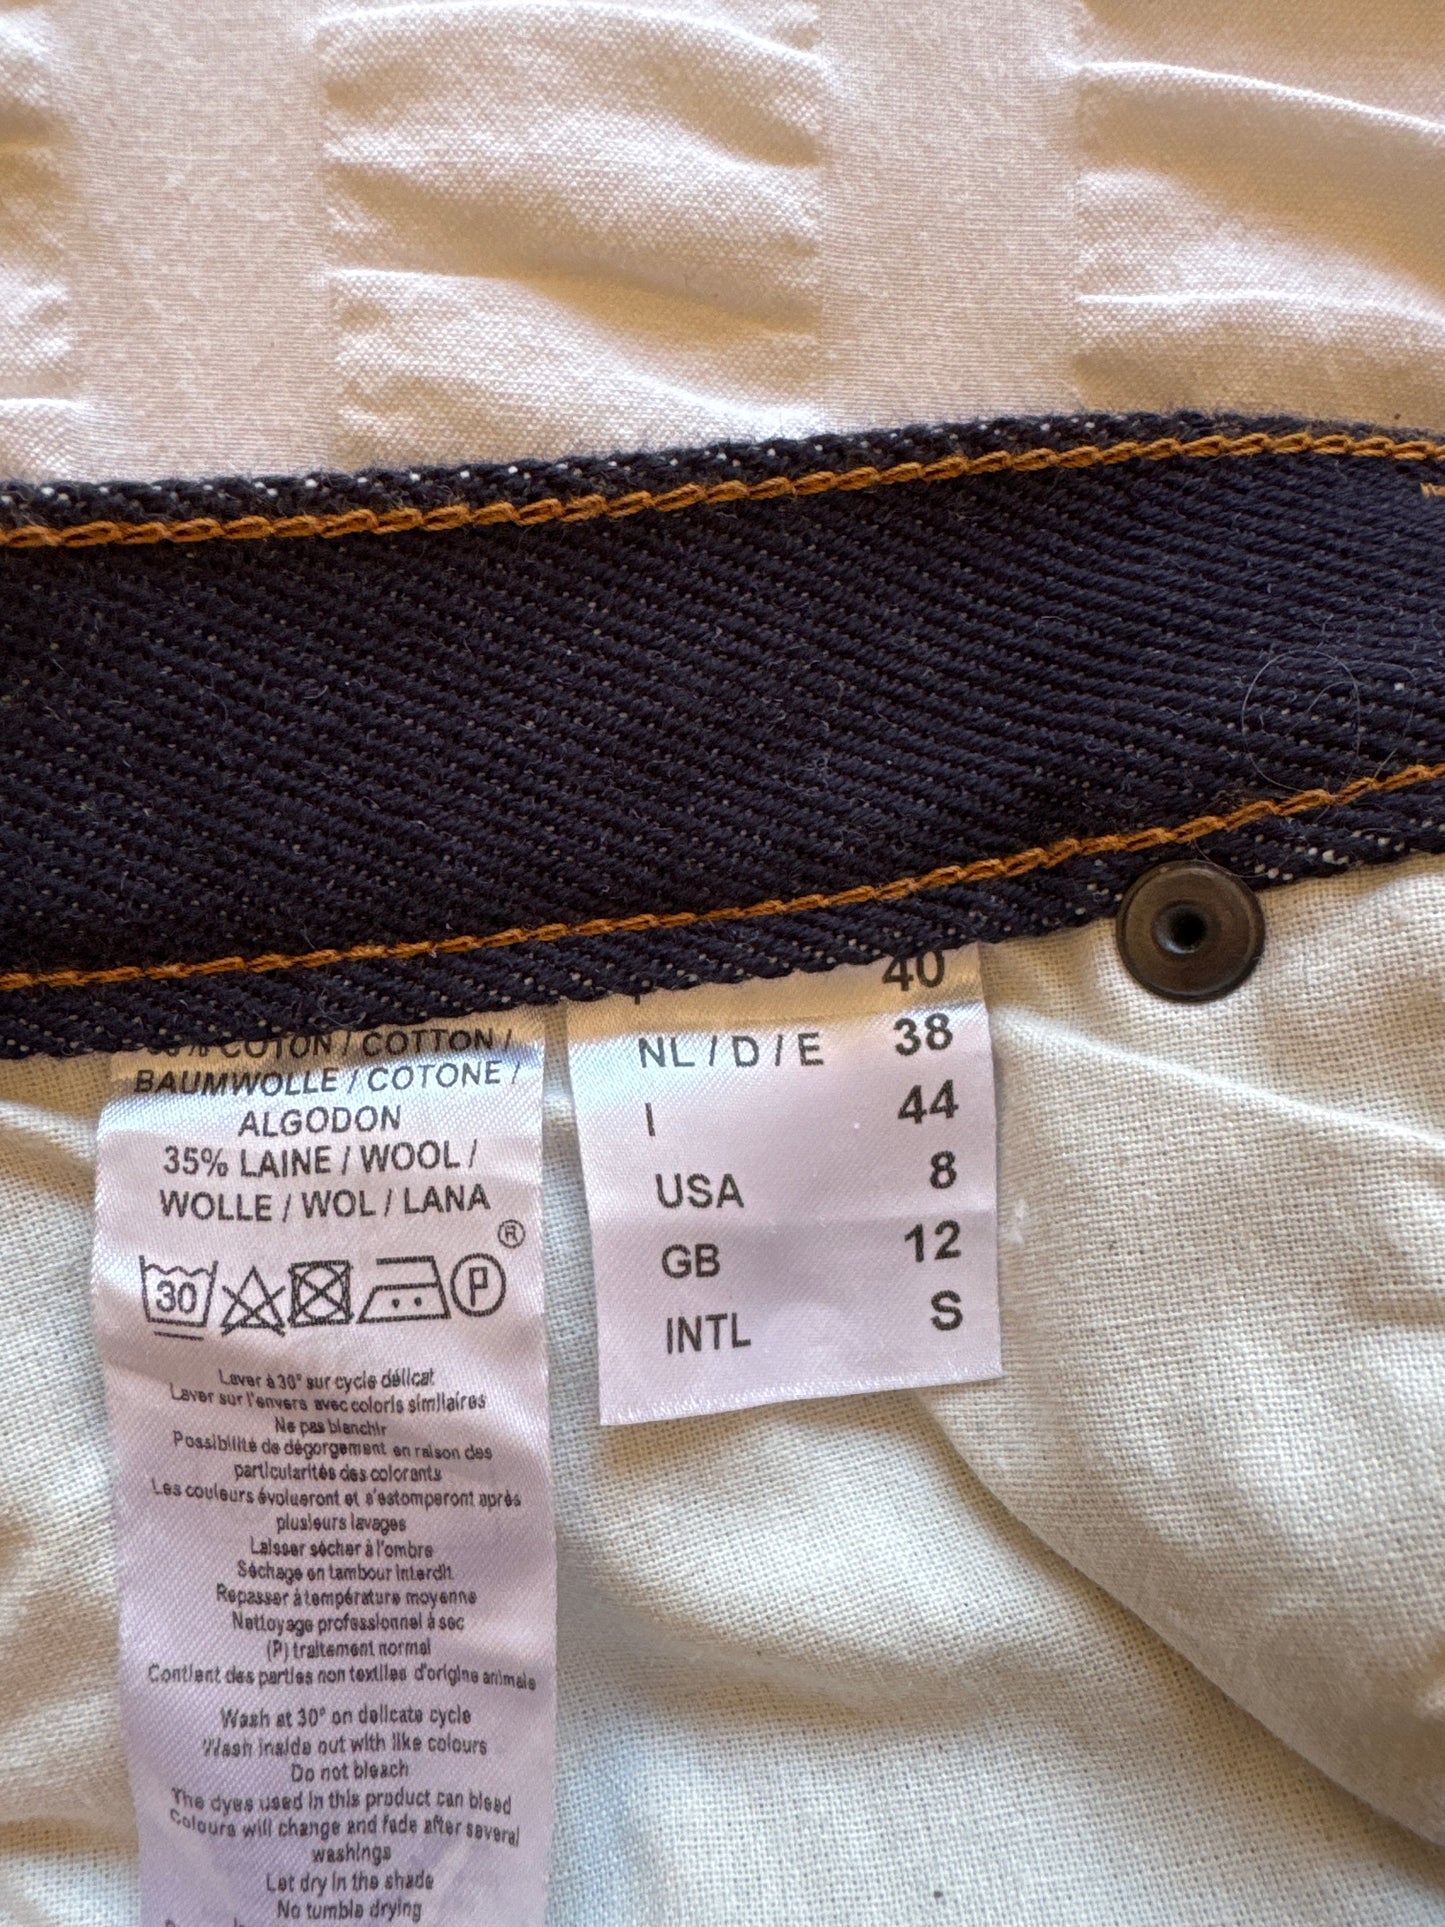 COTON / COTTON /
BAUMWOLLE / COTONE /
ALGODON
35% LAINE / WOOL /
WOLLE / WOL / LANA
®
30 P
Laver à 30° sur cycle délicat
Laver sur l'envers avec coloris similaires
Ne pas blanchir
Possibilité de dégorgement en raison des
particularités des colorants
Les couleurs évolueront et s'estomperont après
plusieurs lavages
Laisser sécher à l'ombre
Séchage en tambour interdit
Repasser à température moyenne
Nettoyage professionnel à sec
(P) traitement normal
Contient des parties non textiles d'origine animale
Wash at 30° on delicate cycle
Wash inside out with like colours
Do not bleach
The dyes used in this product can bleed
Colours will change and fade after several
washings
Let dry in the shade
No tumble drying
40
NL / D / E 38
I 44
USA 8
GB 12
INTL S